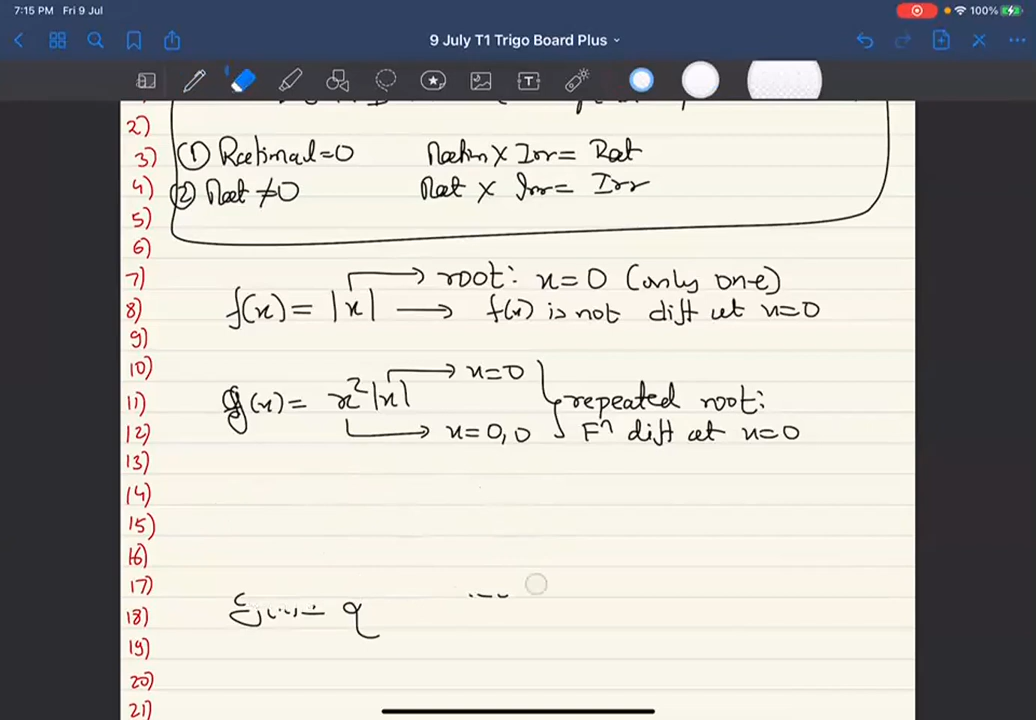 7:15 PM Fri 9 Jul
100%
9 July T1 Trigo Board Plus
2)
3) ① Rational=0 Ration X Irr= Rat
4) ② Rat ≠0 Rat X Irr= Irr
5)
6)
7) → root: x=0 (only one)
8) f(x)= |x| → f(x) is not diff at x=0
9)
10) → x=0
11) g(x)= x²|x| repeated root:
12) → x=0,0 Fⁿ diff at x=0
13)
14)
15)
16)
17)
18)
19)
20)
21)